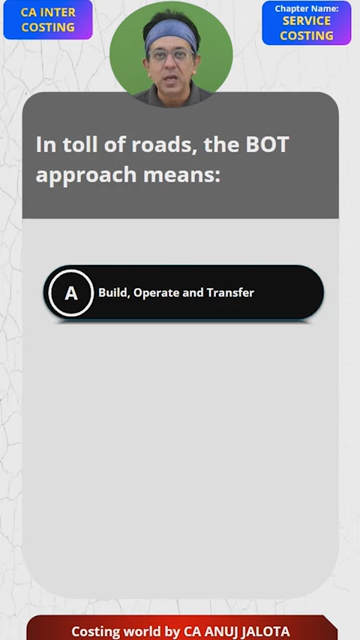 CA INTER
COSTING
Chapter Name:
SERVICE
COSTING
In toll of roads, the BOT
approach means:
A
Build, Operate and Transfer
Costing world by CA ANUJ JALOTA